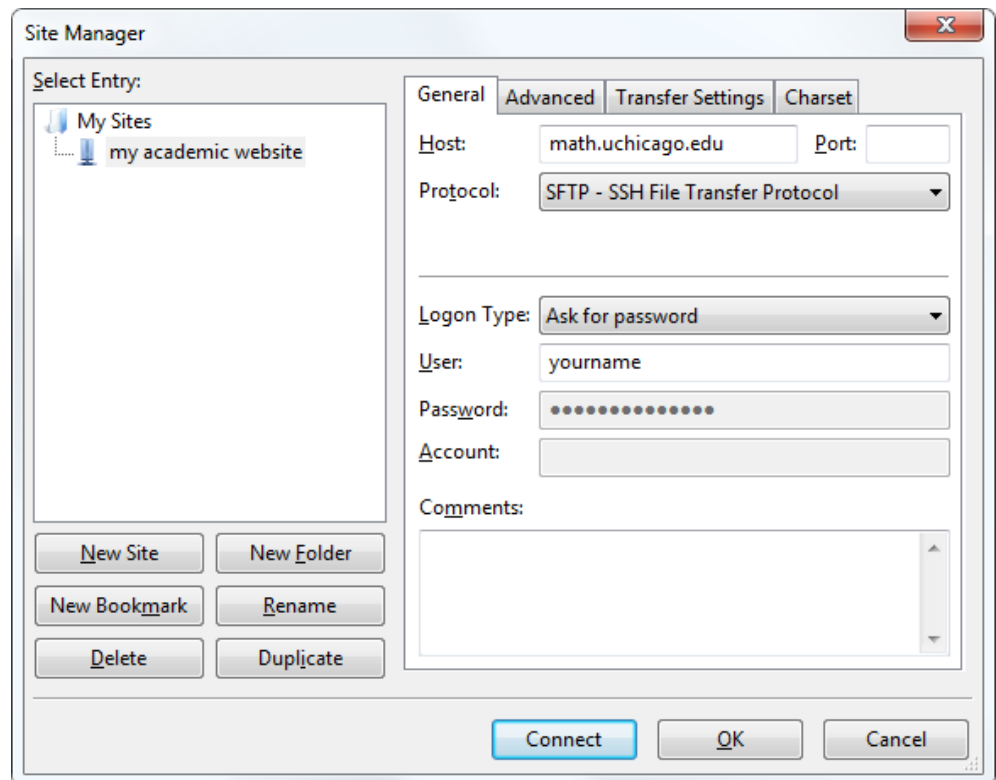 Site Manager
Select Entry:
My Sites
my academic website
New Site
New Folder
New Bookmark
Rename
Delete
Duplicate
General
Advanced
Transfer Settings
Charset
Host:
math.uchicago.edu
Port:
Protocol:
SFTP - SSH File Transfer Protocol
Logon Type:
Ask for password
User:
yourname
Password:
●●●●●●●●●●●●●●
Account:
Comments:
Connect
OK
Cancel